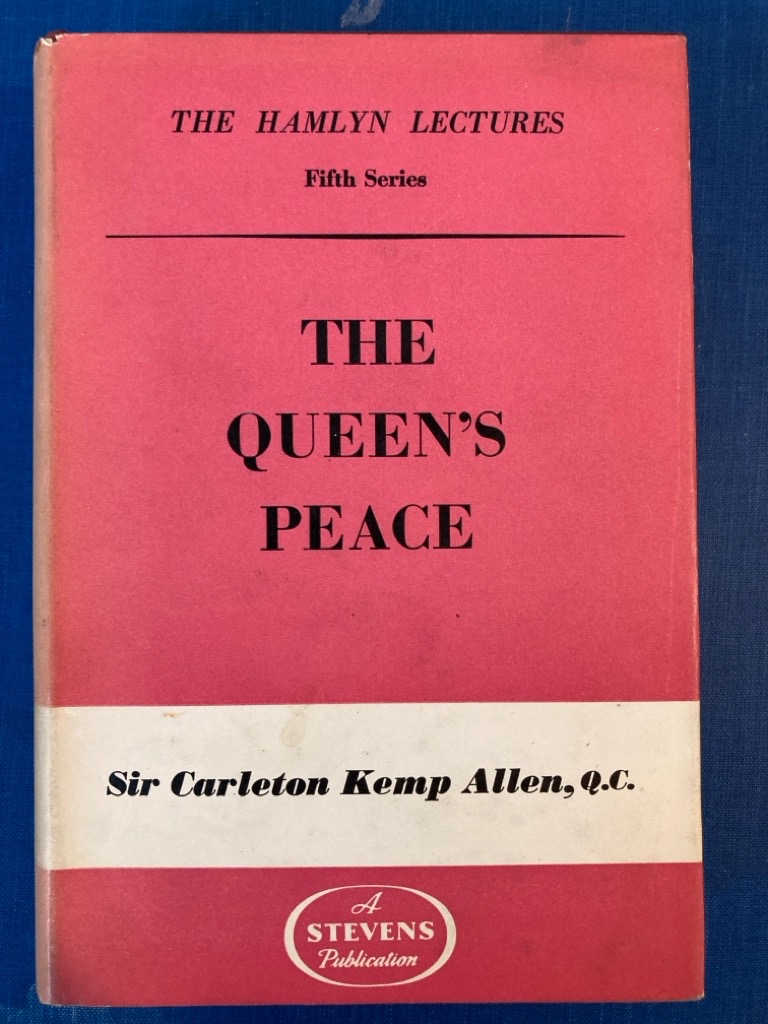 THE HAMLYN LECTURES
Fifth Series
THE
QUEEN'S
PEACE
Sir Carleton Kemp Allen, Q.C.
A
STEVENS
Publication